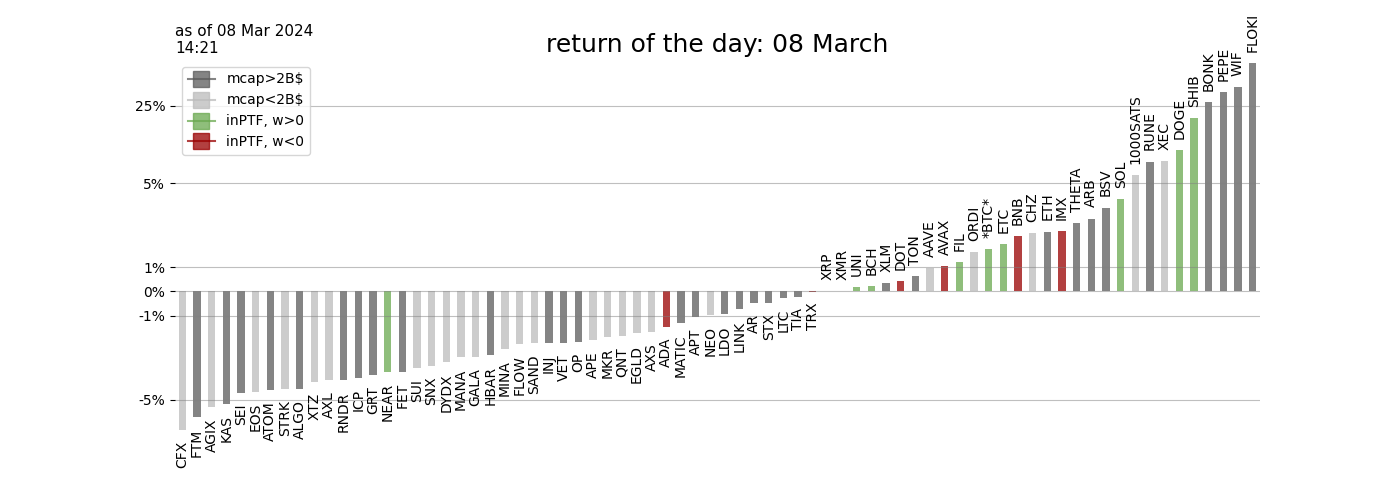 as of 08 Mar 2024
14:21
return of the day: 08 March
mcap>2B$
mcap<2B$
inPTF, w>0
inPTF, w<0
25%
5%
1%
0%
-1%
-5%
CFX
FTM
AGIX
KAS
SEI
EOS
ATOM
STRK
ALGO
XTZ
AXL
RNDR
ICP
GRT
NEAR
FET
SUI
SNX
DYDX
MANA
GALA
HBAR
MINA
FLOW
SAND
INJ
VET
OP
APE
MKR
QNT
EGLD
AXS
ADA
MATIC
APT
NEO
LDO
LINK
AR
STX
LTC
TIA
TRX
XRP
XMR
UNI
BCH
XLM
DOT
TON
AAVE
AVAX
FIL
ORDI
*BTC*
ETC
BNB
CHZ
ETH
IMX
THETA
ARB
BSV
SOL
1000SATS
RUNE
XEC
DOGE
SHIB
BONK
PEPE
WIF
FLOKI